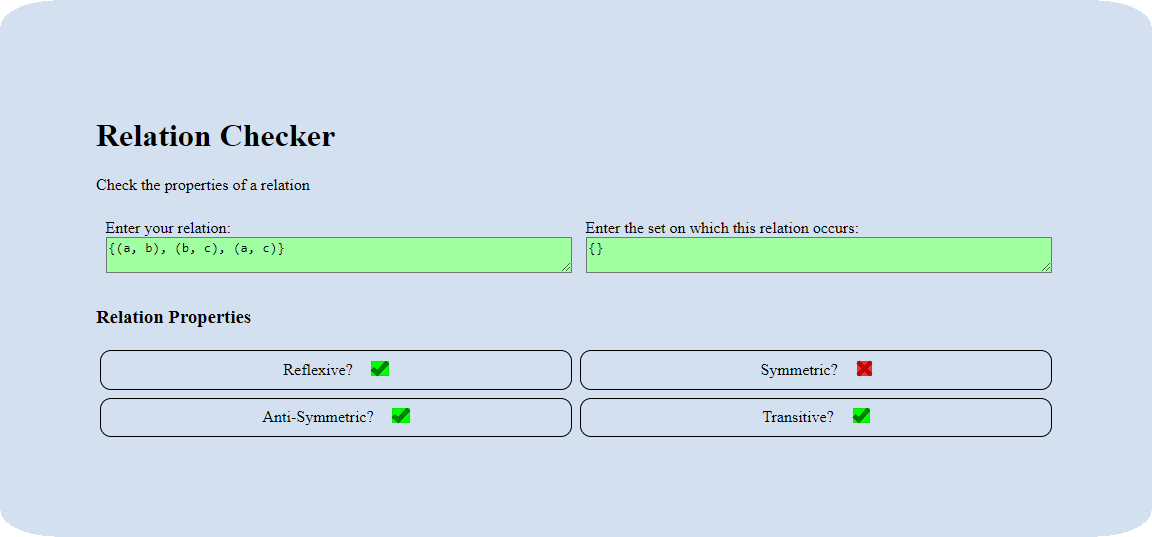 Relation Checker
Check the properties of a relation
Enter your relation:
Enter the set on which this relation occurs:
{(a, b), (b, c), (a, c)}
{}
Relation Properties
Reflexive?
Symmetric?
Anti-Symmetric?
Transitive?